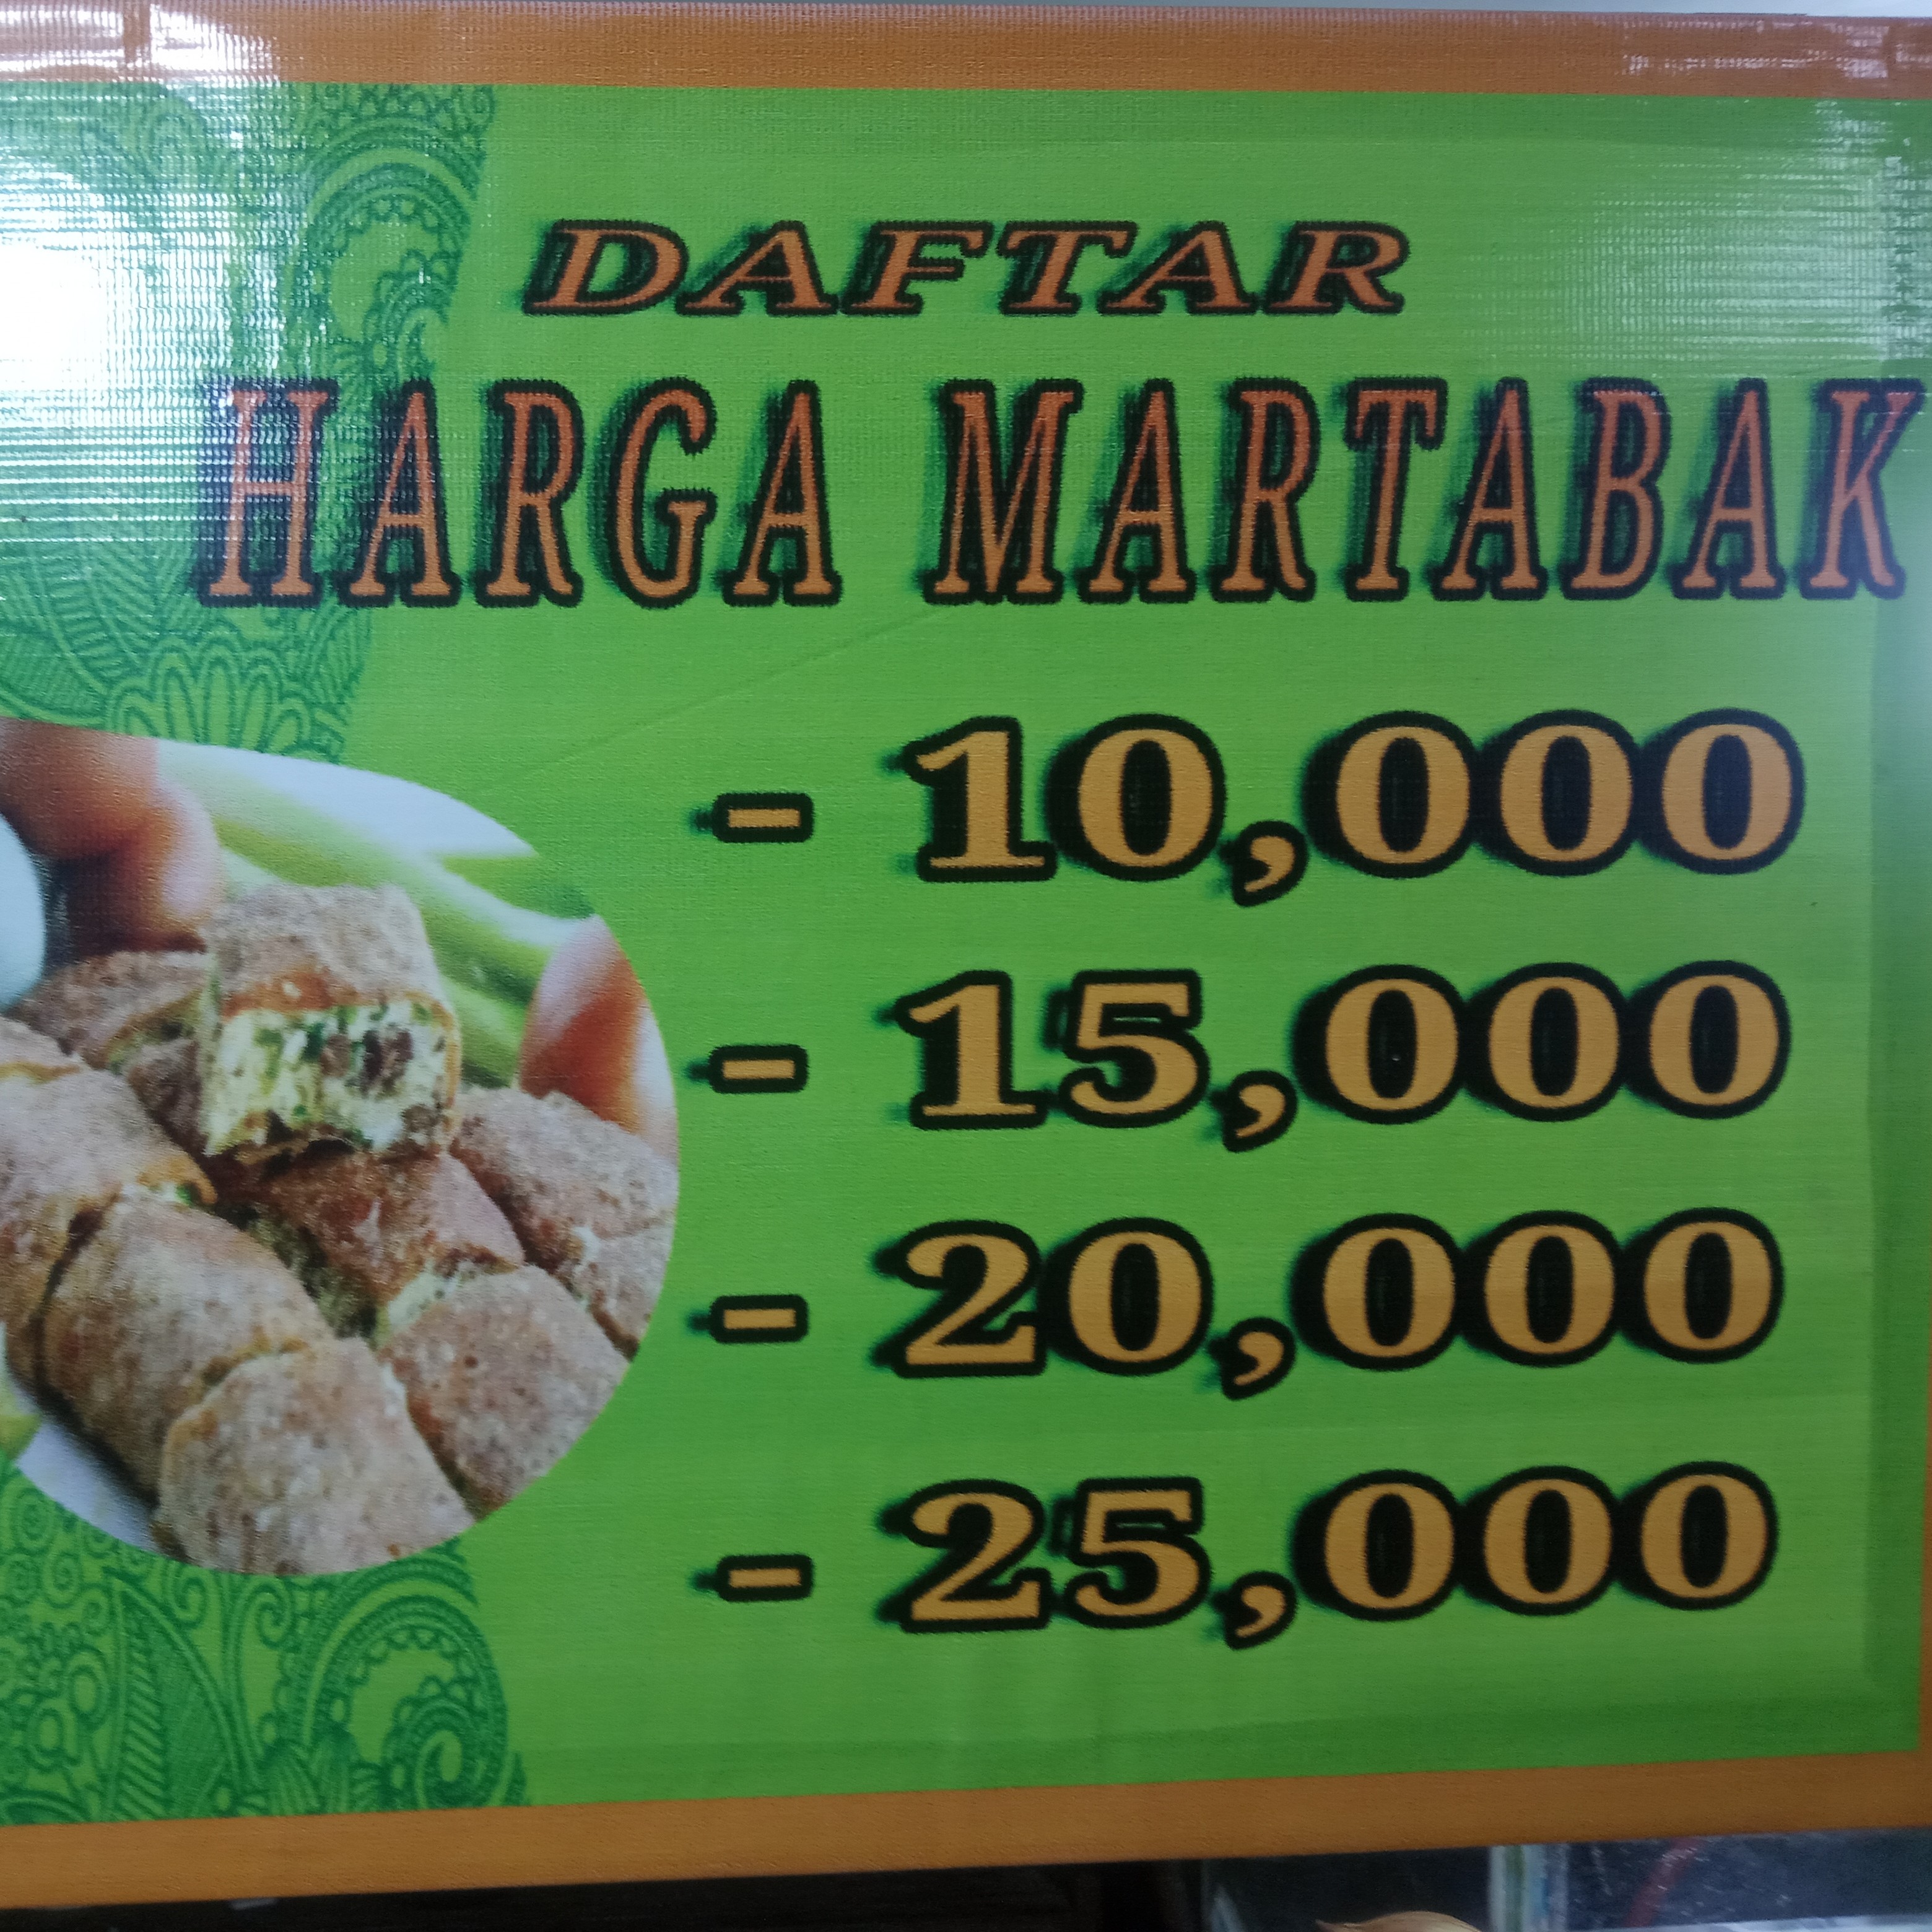 DAFTAR
HARGA MARTABAK
- 10,000
- 15,000
- 20,000
- 25,000